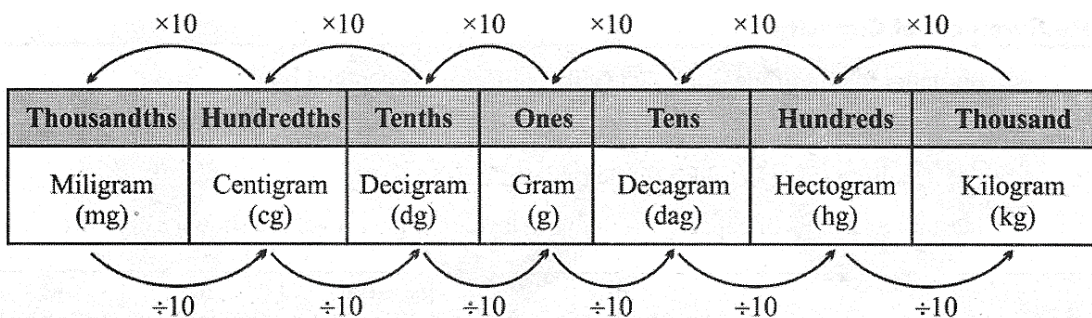 ×10 ×10 ×10 ×10 ×10 ×10
Thousandths Hundredths Tenths Ones Tens Hundreds Thousand
Miligram Centigram Decigram Gram Decagram Hectogram Kilogram
(mg) (cg) (dg) (g) (dag) (hg) (kg)
÷10 ÷10 ÷10 ÷10 ÷10 ÷10